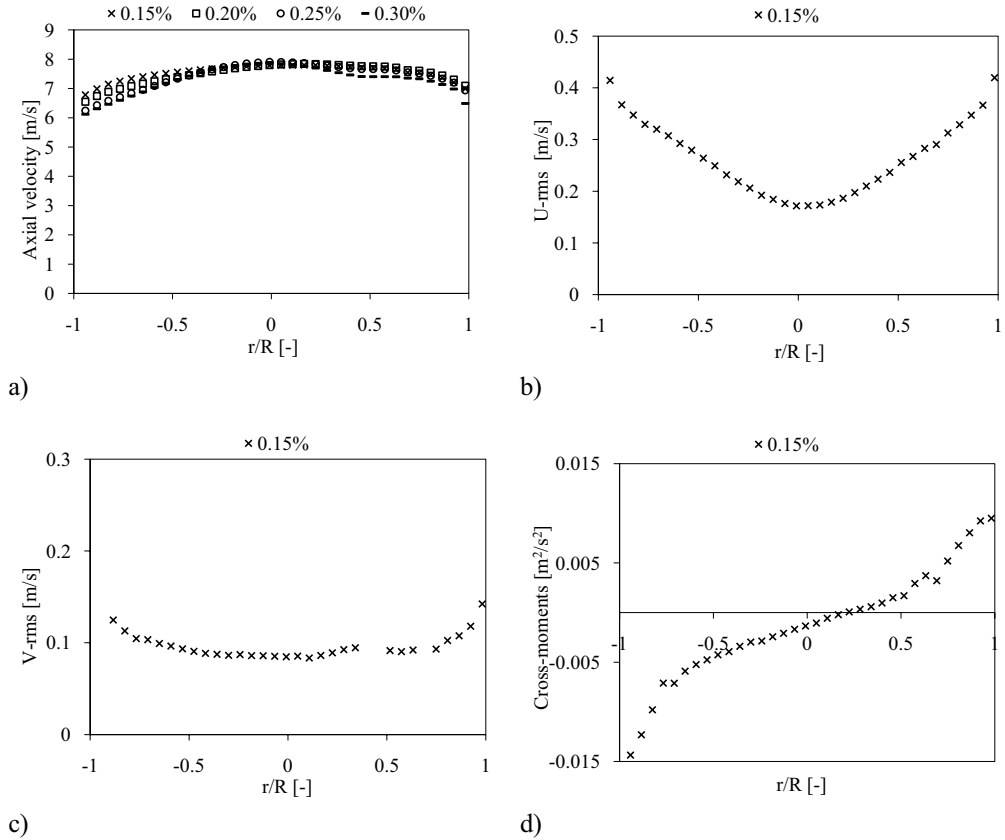 × 0.15% □ 0.20% ○ 0.25% - 0.30%
9
8
7
6
5
4
3
2
1
0
Axial velocity [m/s]
-1 -0.5 0 0.5 1
r/R [-]
a)
× 0.15%
0.5
0.4
0.3
0.2
0.1
0
U-rms [m/s]
-1 -0.5 0 0.5 1
r/R [-]
b)
× 0.15%
0.3
0.2
0.1
0
V-rms [m/s]
-1 -0.5 0 0.5 1
r/R [-]
c)
× 0.15%
0.015
0.005
-0.005
-0.015
Cross-moments [m²/s²]
-1 -0.5 0 0.5 1
r/R [-]
d)